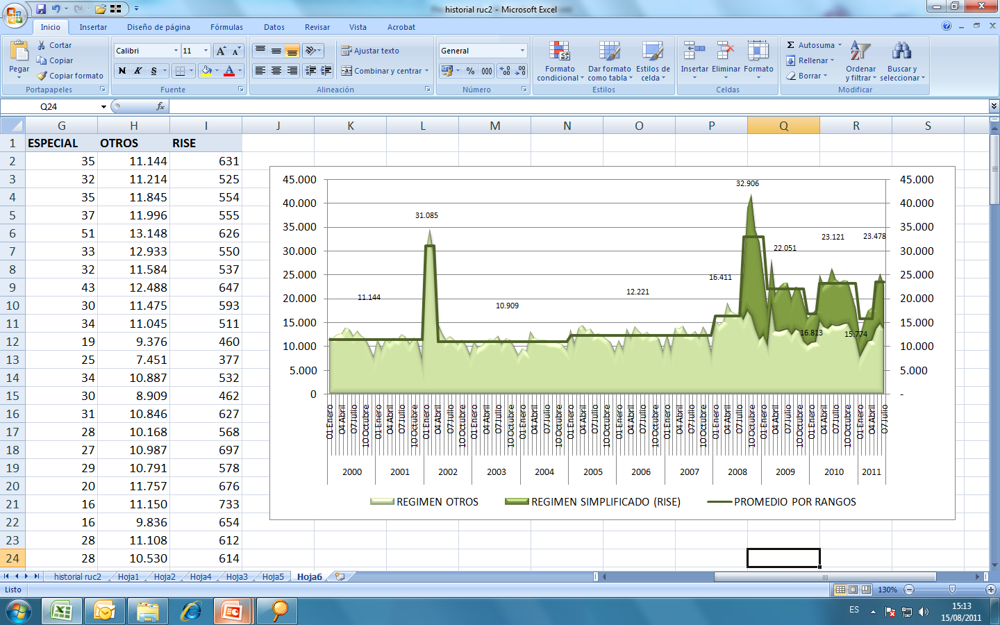 historial ruc2 - Microsoft Excel
Inicio Insertar Diseño de página Fórmulas Datos Revisar Vista Acrobat
Pegar
Cortar
Copiar
Copiar formato
Portapapeles
Calibri 11
N K S
Fuente
Ajustar texto
Combinar y centrar
Alineación
General
% 000
Número
Formato condicional
Dar formato como tabla
Estilos de celda
Estilos
Insertar Eliminar Formato
Celdas
Autosuma
Rellenar
Borrar
Ordenar y filtrar
Buscar y seleccionar
Modificar
Q24 fx
G H I J K L M N O P Q R S
1 ESPECIAL OTROS RISE
2 35 11.144 631
3 32 11.214 525
4 35 11.845 554
5 37 11.996 555
6 51 13.148 626
7 33 12.933 550
8 32 11.584 537
9 43 12.488 647
10 30 11.475 593
11 34 11.045 511
12 19 9.376 460
13 25 7.451 377
14 34 10.887 532
15 30 8.909 462
16 31 10.846 627
17 28 10.168 568
18 27 10.987 697
19 29 10.791 578
20 20 11.757 676
21 16 11.150 733
22 16 9.836 654
23 28 11.108 612
24 28 10.530 614
45.000
40.000
35.000
30.000
25.000
20.000
15.000
10.000
5.000
0
11.144
31.085
10.909
12.221
16.411
32.906
22.051
16.813
23.121
15.774
23.478
45.000
40.000
35.000
30.000
25.000
20.000
15.000
10.000
5.000
-
01 Enero 04 Abril 07 Julio 10 Octubre 01 Enero 04 Abril 07 Julio 10 Octubre 01 Enero 04 Abril 07 Julio 10 Octubre 01 Enero 04 Abril 07 Julio 10 Octubre 01 Enero 04 Abril 07 Julio 10 Octubre 01 Enero 04 Abril 07 Julio 10 Octubre 01 Enero 04 Abril 07 Julio 10 Octubre 01 Enero 04 Abril 07 Julio 10 Octubre 01 Enero 04 Abril 07 Julio 10 Octubre 01 Enero 04 Abril 07 Julio 10 Octubre 01 Enero 04 Abril 07 Julio 10 Octubre 01 Enero 04 Abril 07 Julio
2000 2001 2002 2003 2004 2005 2006 2007 2008 2009 2010 2011
REGIMEN OTROS REGIMEN SIMPLIFICADO (RISE) PROMEDIO POR RANGOS
historial ruc2 Hoja1 Hoja2 Hoja4 Hoja3 Hoja5 Hoja6
Listo 130%
ES
15:13
15/08/2011